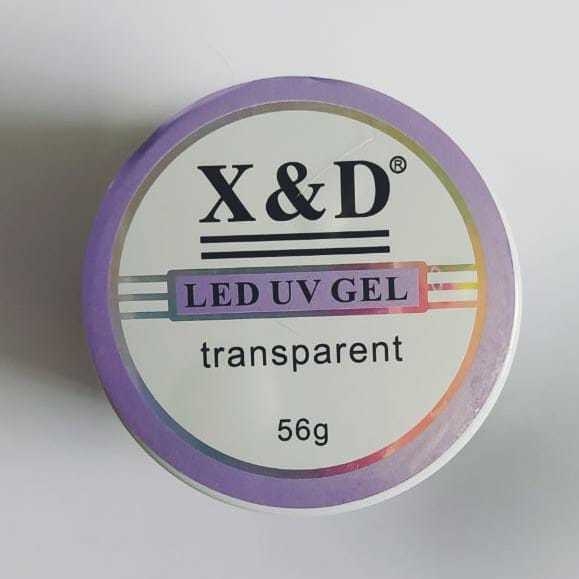 X&D®
LED UV GEL
transparent
56g